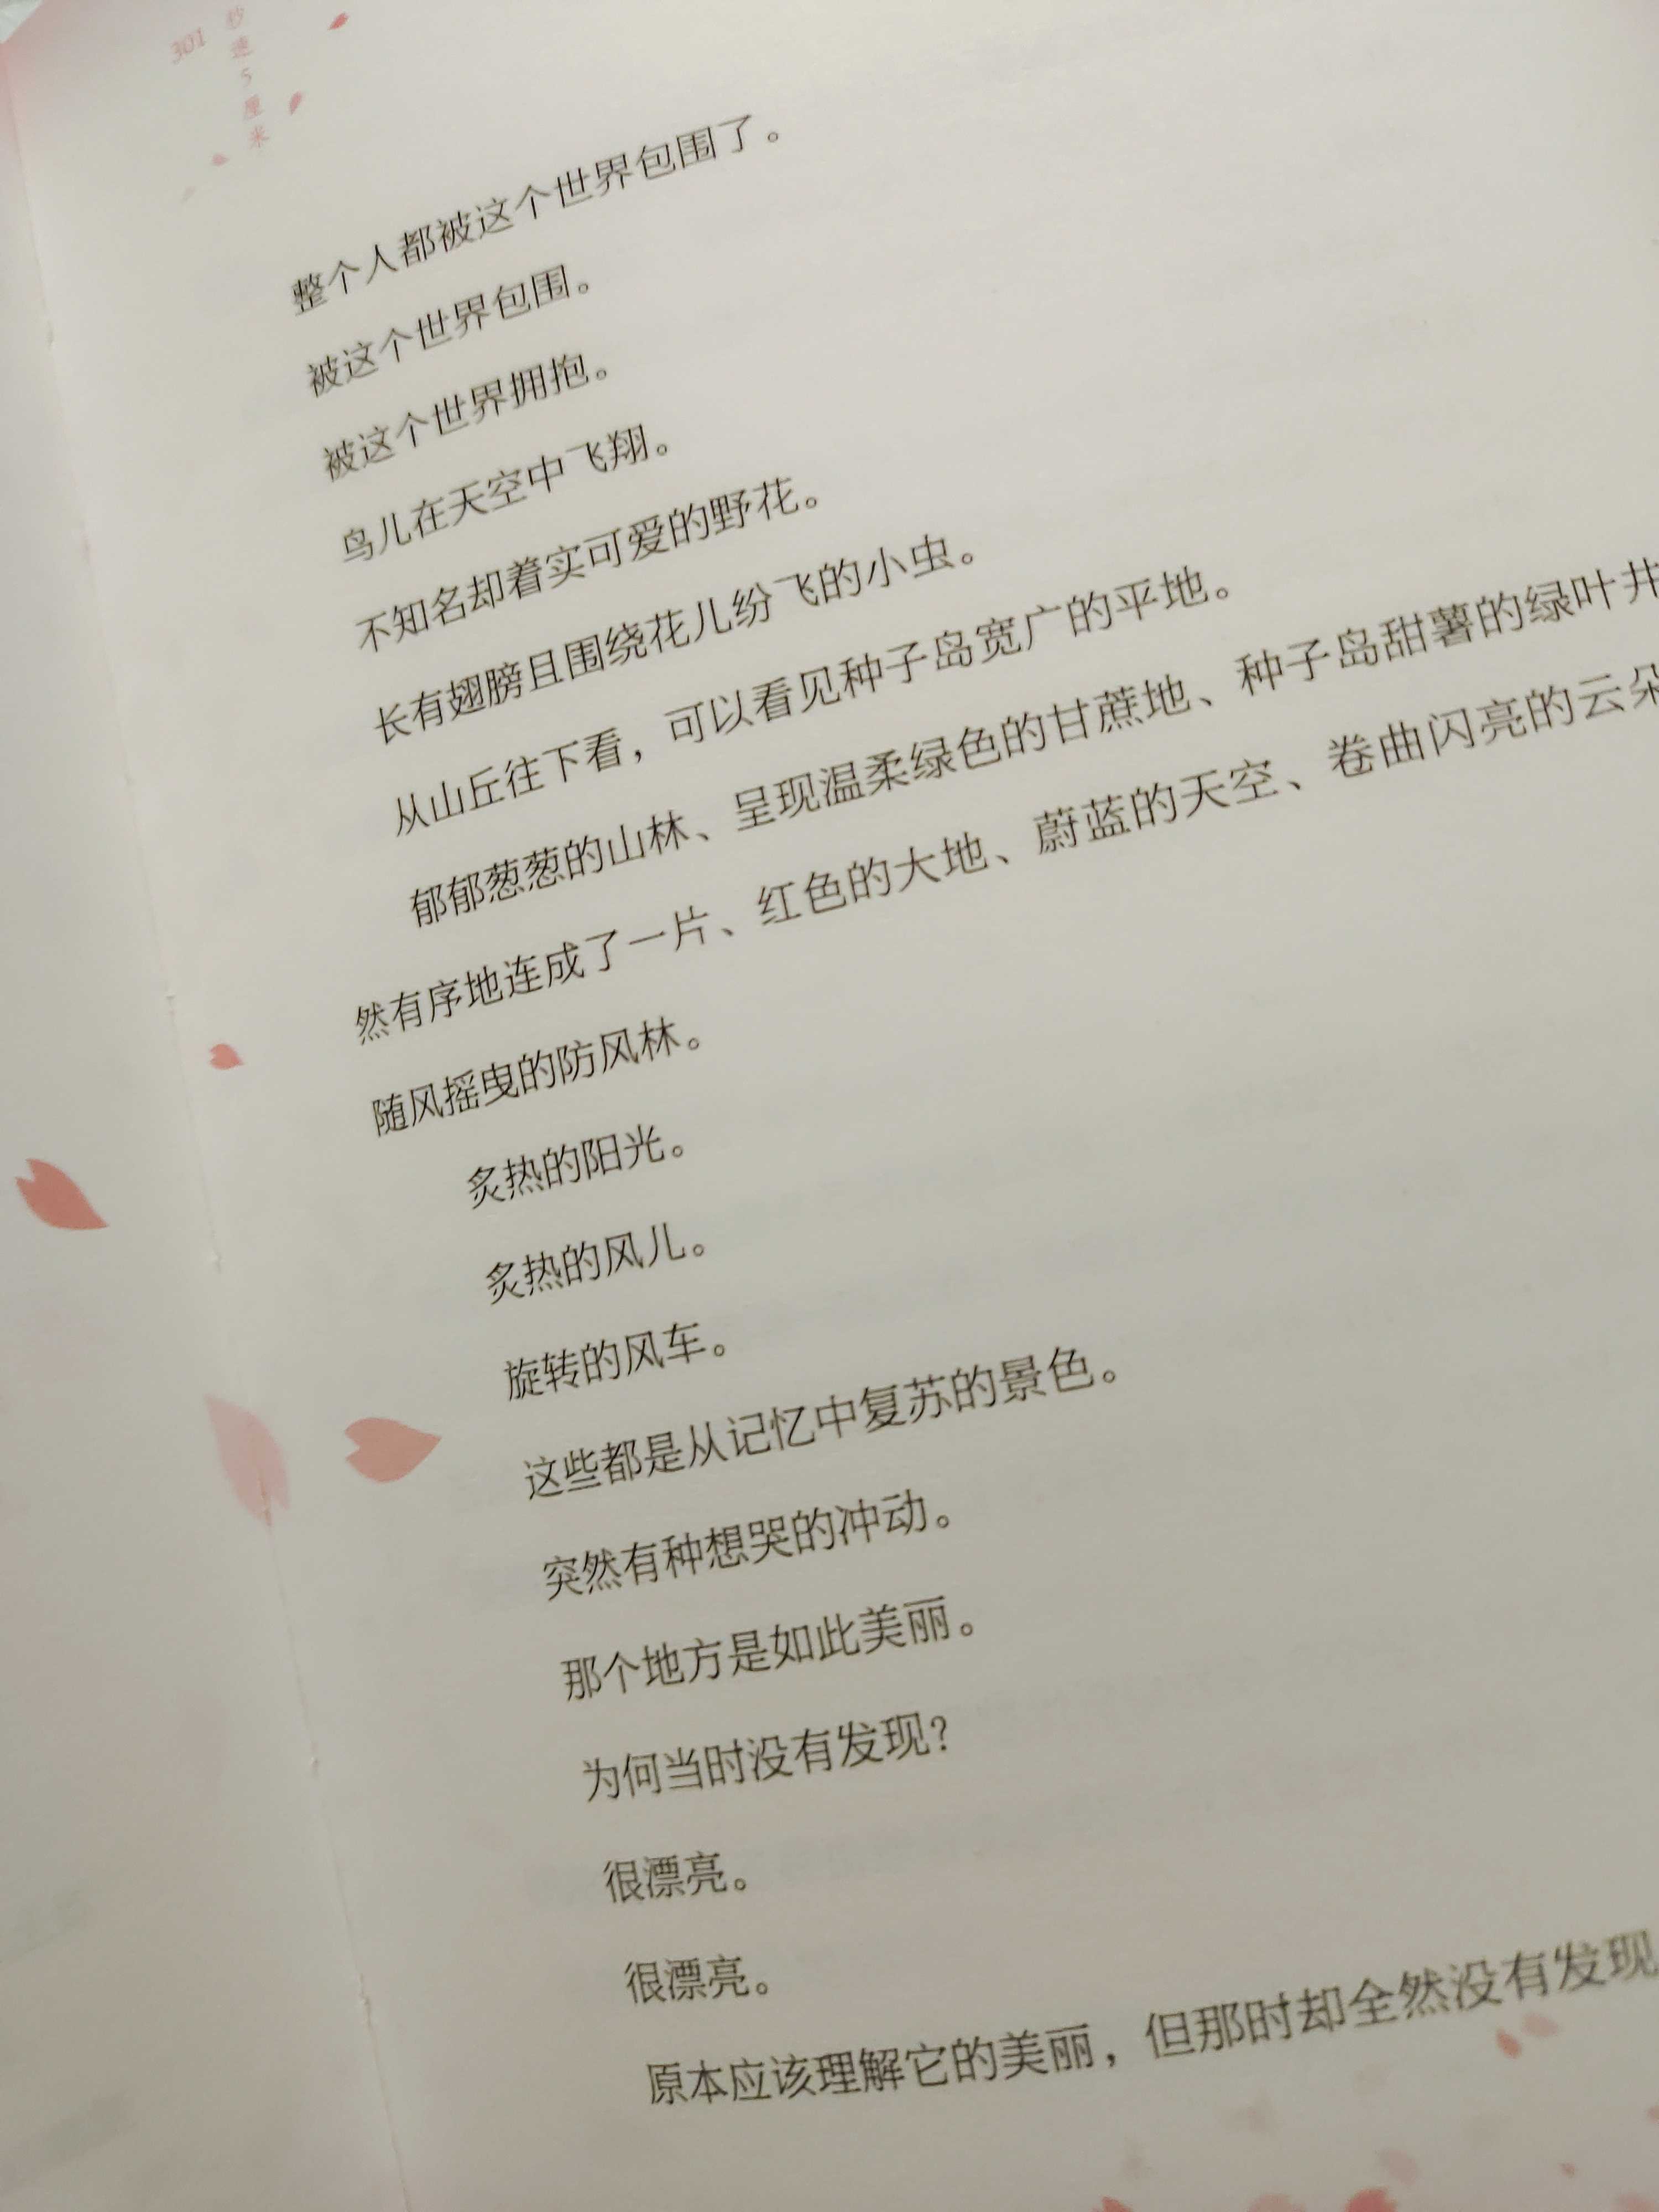 301
秒速5厘米
整个人都被这个世界包围了。
被这个世界包围。
被这个世界拥抱。
鸟儿在天空中飞翔。
不知名却着实可爱的野花。
长有翅膀且围绕花儿纷飞的小虫。
从山丘往下看，可以看见种子岛宽广的平地。
郁郁葱葱的山林、呈现温柔绿色的甘蔗地、种子岛甜薯的绿叶井
然有序地连成了一片、红色的大地、蔚蓝的天空、卷曲闪亮的云朵
随风摇曳的防风林。
炙热的阳光。
炙热的风儿。
旋转的风车。
这些都是从记忆中复苏的景色。
突然有种想哭的冲动。
那个地方是如此美丽。
为何当时没有发现？
很漂亮。
很漂亮。
原本应该理解它的美丽，但那时却全然没有发现